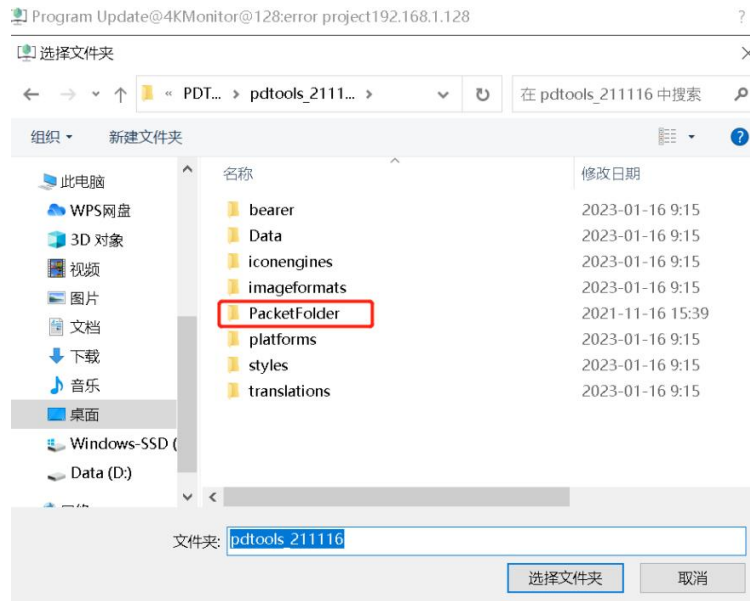 Program Update@4KMonitor@128:error project192.168.1.128 ?
选择文件夹
« PDT... › pdtools_2111... › 在 pdtools_211116 中搜索
组织 新建文件夹 ?
名称 修改日期
此电脑
WPS网盘
3D 对象
视频
图片
文档
下载
音乐
桌面
Windows-SSD (
Data (D:)
bearer 2023-01-16 9:15
Data 2023-01-16 9:15
iconengines 2023-01-16 9:15
imageformats 2023-01-16 9:15
PacketFolder 2021-11-16 15:39
platforms 2023-01-16 9:15
styles 2023-01-16 9:15
translations 2023-01-16 9:15
文件夹: pdtools_211116
选择文件夹 取消